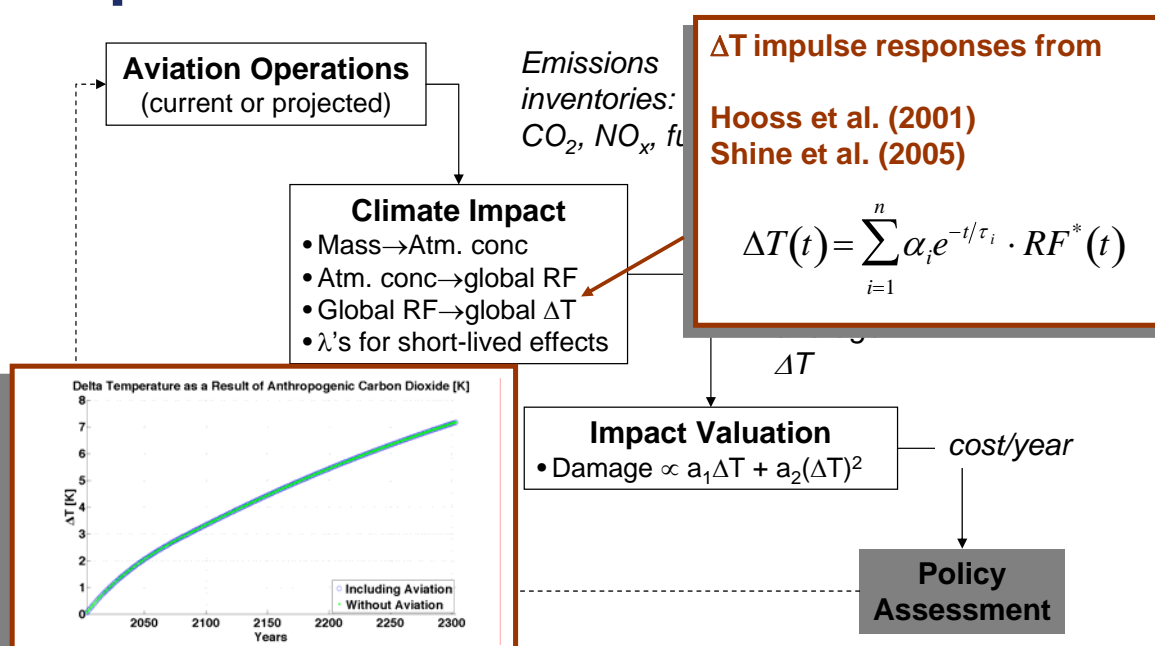 Aviation Operations
(current or projected)
Emissions
inventories:
CO₂, NOₓ,
ΔT impulse responses from
Hooss et al. (2001)
Shine et al. (2005)
ΔT(t) = ∑ᵢ₌₁ⁿ αᵢe^(-t/τᵢ) · RF*(t)
Climate Impact
• Mass→Atm. conc
• Atm. conc→global RF
• Global RF→global ΔT
• λ's for short-lived effects
ΔT
Impact Valuation
• Damage ∝ a₁ΔT + a₂(ΔT)²
cost/year
Policy
Assessment
Delta Temperature as a Result of Anthropogenic Carbon Dioxide [K]
8
7
6
5
4
3
2
1
0
ΔT [K]
Including Aviation
Without Aviation
2050 2100 2150 2200 2250 2300
Years